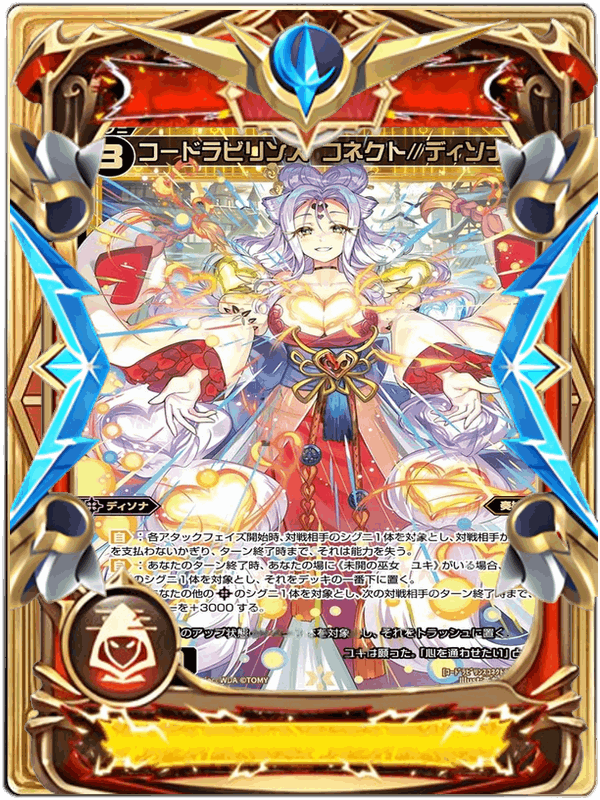 3
コードラビリンス コネクト//ディソナ
ディソナ
自：各アタックフェイズ開始時、対戦相手のシグニ1体を対象とし、対戦相手が
を支払わないかぎり、ターン終了時まで、それは能力を失う。
自：あなたのターン終了時、あなたの場に《未開の巫女 ユキ》がいる場合、
のシグニ1体を対象とし、それをデッキの一番下に置く。
なたの他の のシグニ1体を対象とし、次の対戦相手のターン終了時まで、
ーを＋3000する。
のアップ状態 を対象 し、それをトラッシュに置く。
ユキは願った。「心を通わせたい」と
©TOMY